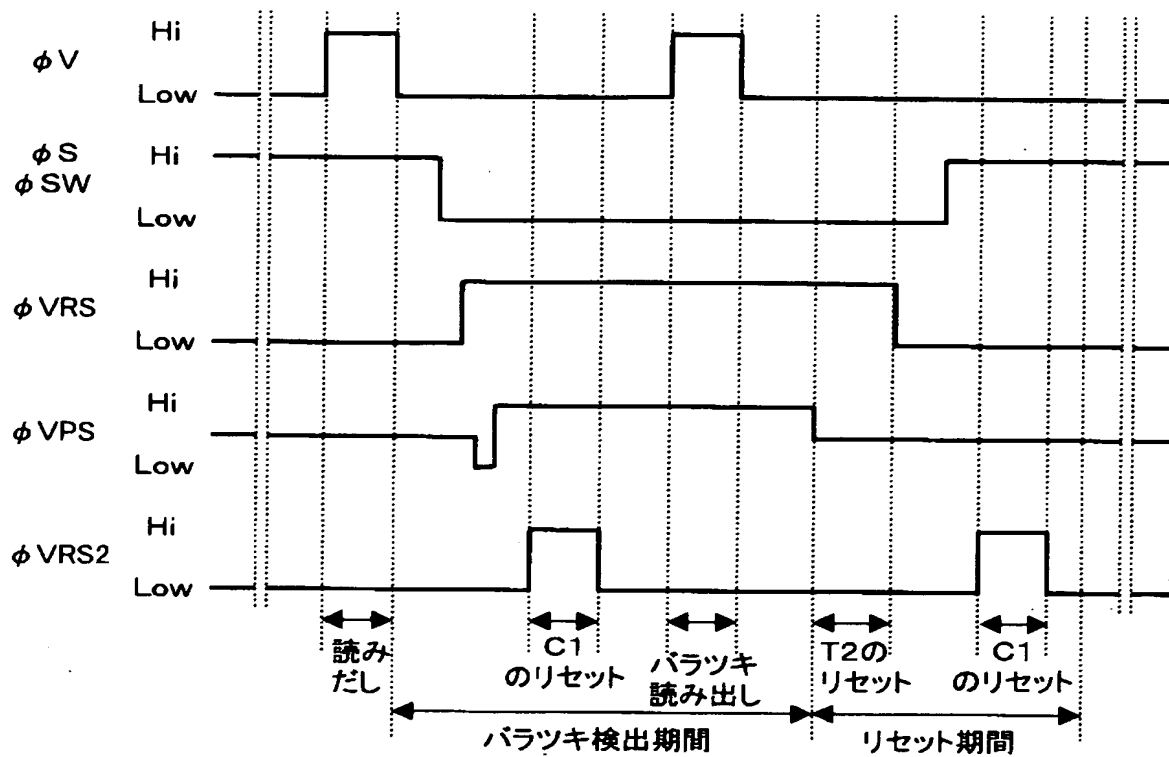 Hi
φV
Low
φS
φSW
Hi
Low
Hi
φVRS
Low
Hi
φVPS
Low
Hi
φVRS2
Low
読み
だし
C1
のリセット
バラツキ
読み出し
T2の
リセット
C1
のリセット
バラツキ検出期間
リセット期間